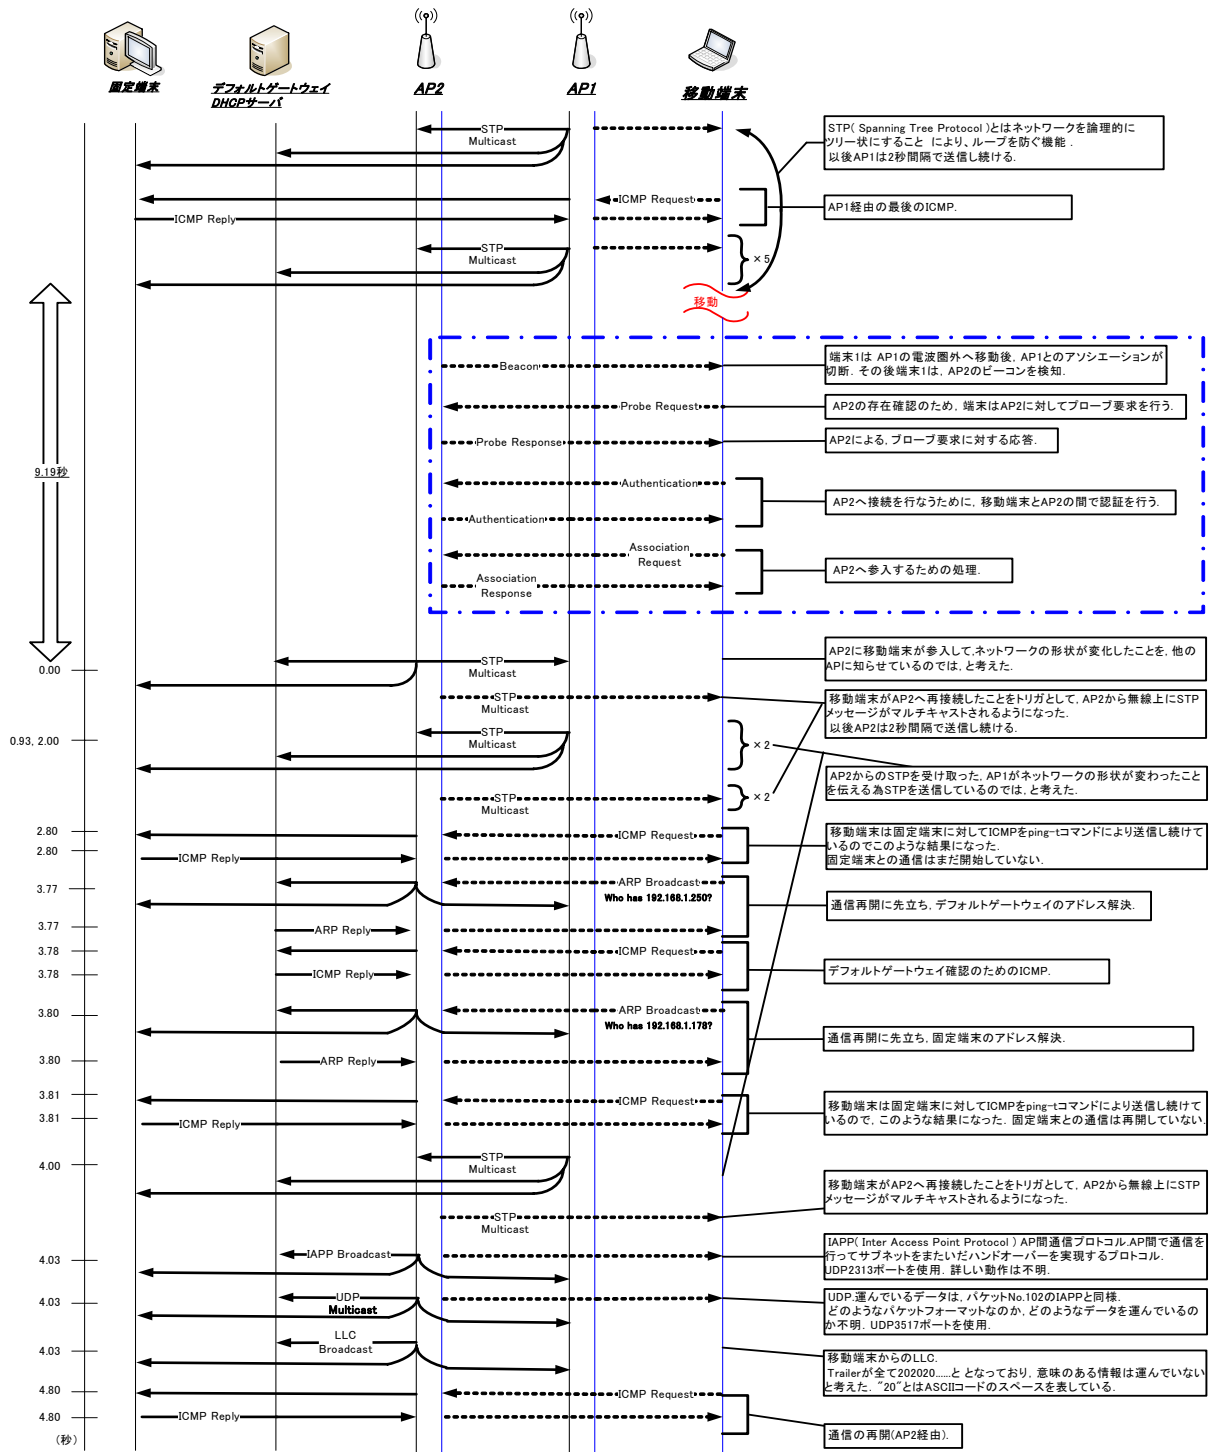 固定端末
デフォルトゲートウェイ
DHCPサーバ
AP2
AP1
移動端末
STP
Multicast
STP( Spanning Tree Protocol )とはネットワークを論理的に
ツリー状にすること により、ループを防ぐ機能 .
以後AP1は2秒間隔で送信し続ける.
ICMP Request
AP1経由の最後のICMP.
ICMP Reply
STP
Multicast
×5
移動
9.19秒
Beacon
端末1は AP1の電波圏外へ移動後, AP1とのアソシエーションが
切断. その後端末1は, AP2のビーコンを検知.
Probe Request
AP2の存在確認のため, 端末はAP2に対してプローブ要求を行う.
Probe Response
AP2による, プローブ要求に対する応答.
Authentication
AP2へ接続を行なうために, 移動端末とAP2の間で認証を行う.
Authentication
Association
Request
AP2へ参入するための処理.
Association
Response
0.00
STP
Multicast
AP2に移動端末が参入して,ネットワークの形状が変化したことを, 他の
APに知らせているのでは, と考えた.
STP
Multicast
移動端末がAP2へ再接続したことをトリガとして, AP2から無線上にSTP
メッセージがマルチキャストされるようになった.
以後AP2は2秒間隔で送信し続ける.
0.93, 2.00
STP
Multicast
×2
AP2からのSTPを受け取った, AP1がネットワークの形状が変わったこと
を伝える為STPを送信しているのでは, と考えた.
STP
Multicast
×2
2.80
ICMP Request
移動端末は固定端末に対してICMPをping-tコマンドにより送信し続けて
いるのでこのような結果になった.
固定端末との通信はまだ開始していない.
2.80
ICMP Reply
3.77
ARP Broadcast
Who has 192.168.1.250?
通信再開に先立ち, デフォルトゲートウェイのアドレス解決.
3.77
ARP Reply
3.78
ICMP Request
3.78
ICMP Reply
デフォルトゲートウェイ確認のためのICMP.
3.80
ARP Broadcast
Who has 192.168.1.178?
通信再開に先立ち, 固定端末のアドレス解決.
3.80
ARP Reply
3.81
ICMP Request
移動端末は固定端末に対してICMPをping-tコマンドにより送信し続けて
いるので, このような結果になった. 固定端末との通信は再開していない.
3.81
ICMP Reply
4.00
STP
Multicast
STP
Multicast
移動端末がAP2へ再接続したことをトリガとして, AP2から無線上にSTP
メッセージがマルチキャストされるようになった.
4.03
IAPP Broadcast
IAPP( Inter Access Point Protocol ) AP間通信プロトコル.AP間で通信を
行ってサブネットをまたいだハンドオーバーを実現するプロトコル.
UDP2313ポートを使用. 詳しい動作は不明.
4.03
UDP
Multicast
UDP.運んでいるデータは, パケットNo.102のIAPPと同様.
どのようなパケットフォーマットなのか, どのようなデータを運んでいるの
か不明. UDP3517ポートを使用.
4.03
LLC
Broadcast
移動端末からのLLC.
Trailerが全て202020......と となっており, 意味のある情報は運んでいない
と考えた. "20"とはASCIIコードのスペースを表している.
4.80
ICMP Request
4.80
ICMP Reply
通信の再開(AP2経由).
(秒)